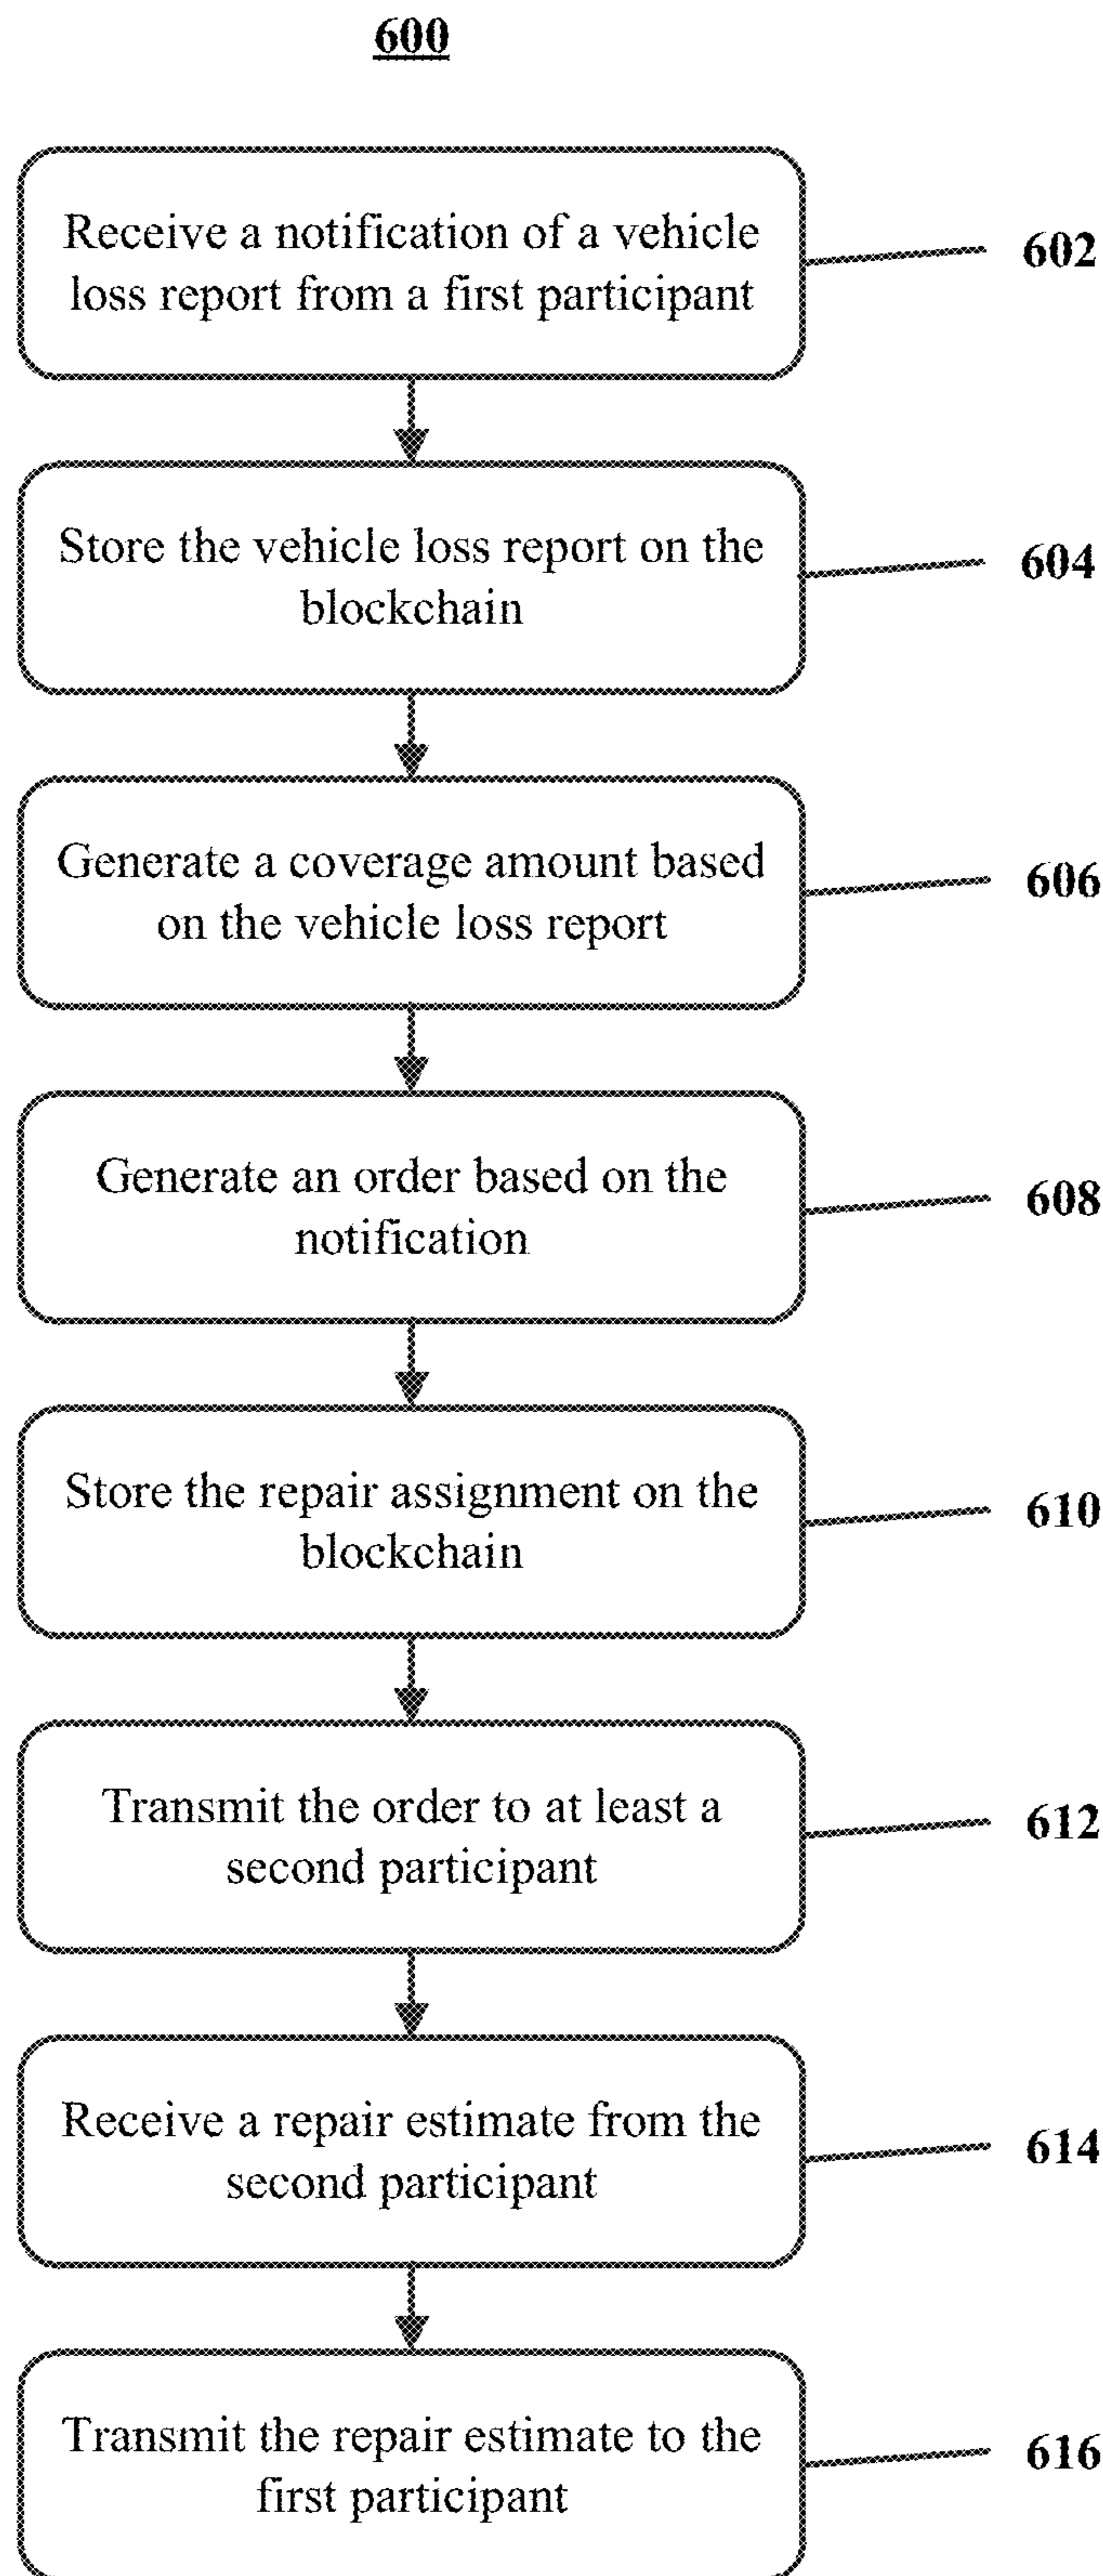 600
Receive a notification of a vehicle
loss report from a first participant
602
Store the vehicle loss report on the
blockchain
604
Generate a coverage amount based
on the vehicle loss report
606
Generate an order based on the
notification
608
Store the repair assignment on the
blockchain
610
Transmit the order to at least a
second participant
612
Receive a repair estimate from the
second participant
614
Transmit the repair estimate to the
first participant
616